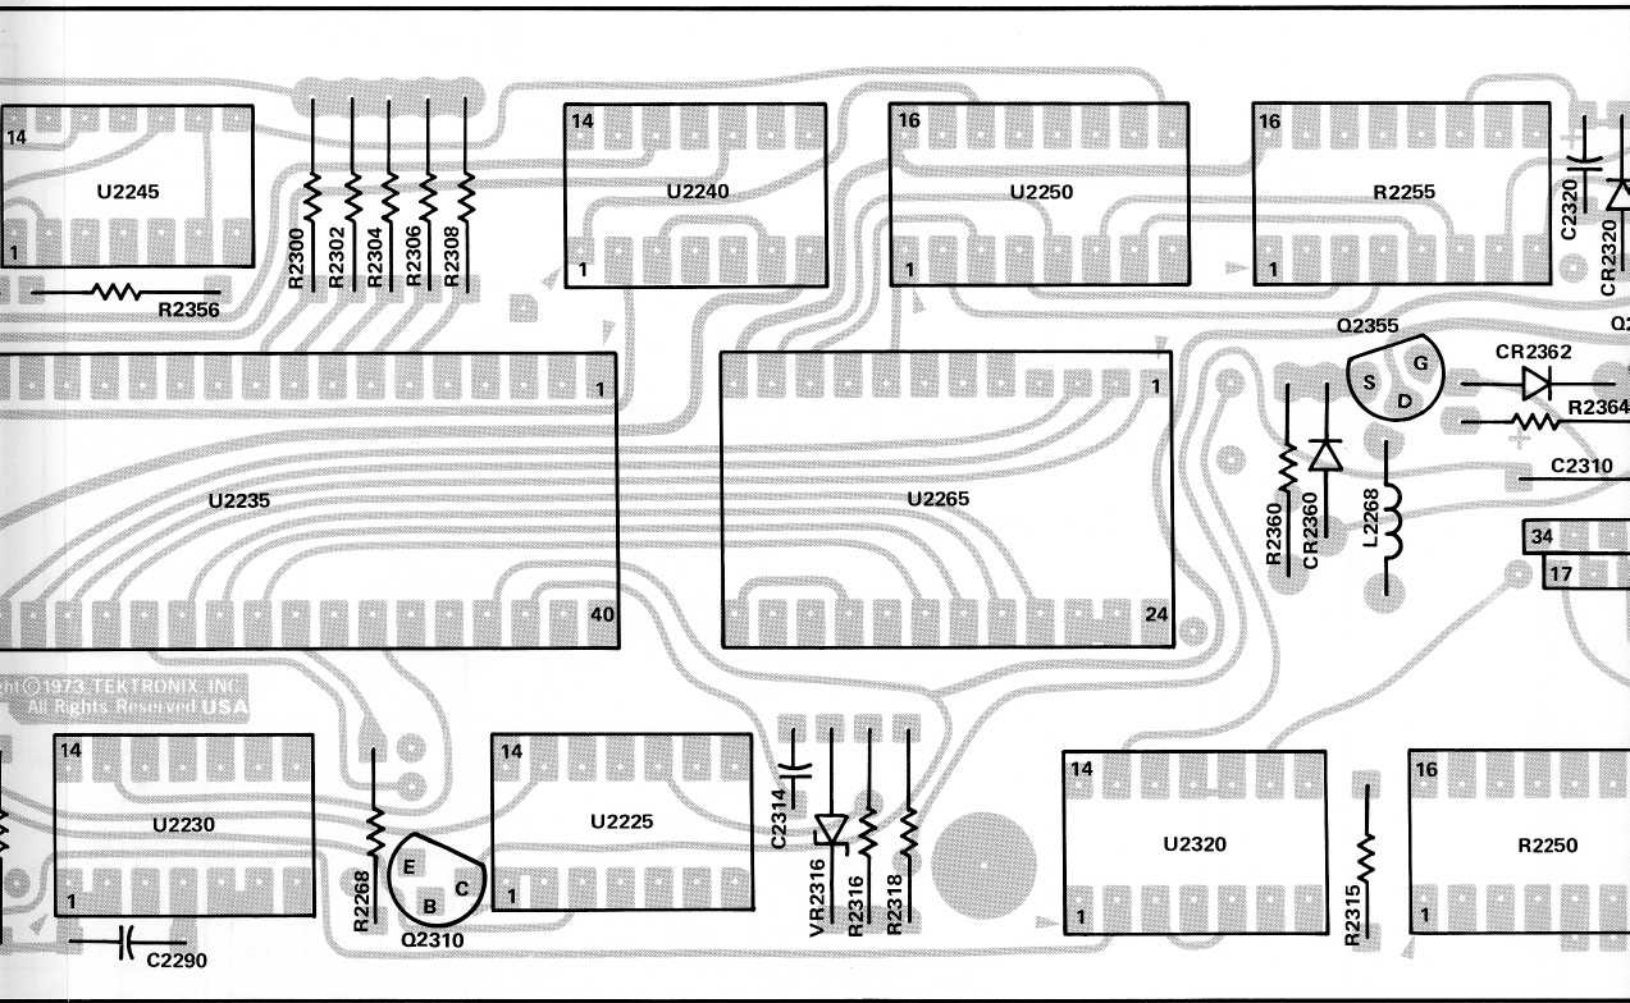 14
14
16
16
U2245
U2240
U2250
R2255
C2320
CR2320
R2300
R2302
R2304
R2306
R2308
1
1
1
1
R2356
Q2355
CR2362
S
G
D
R2364
1
1
U2235
U2265
C2310
R2360
CR2360
L2268
34
17
40
24
©1973 TEKTRONIX INC.
All Rights Reserved USA
14
14
14
16
U2230
U2225
C2314
U2320
R2250
E
C
B
1
1
1
1
R2268
VR2316
R2316
R2318
R2315
Q2310
C2290